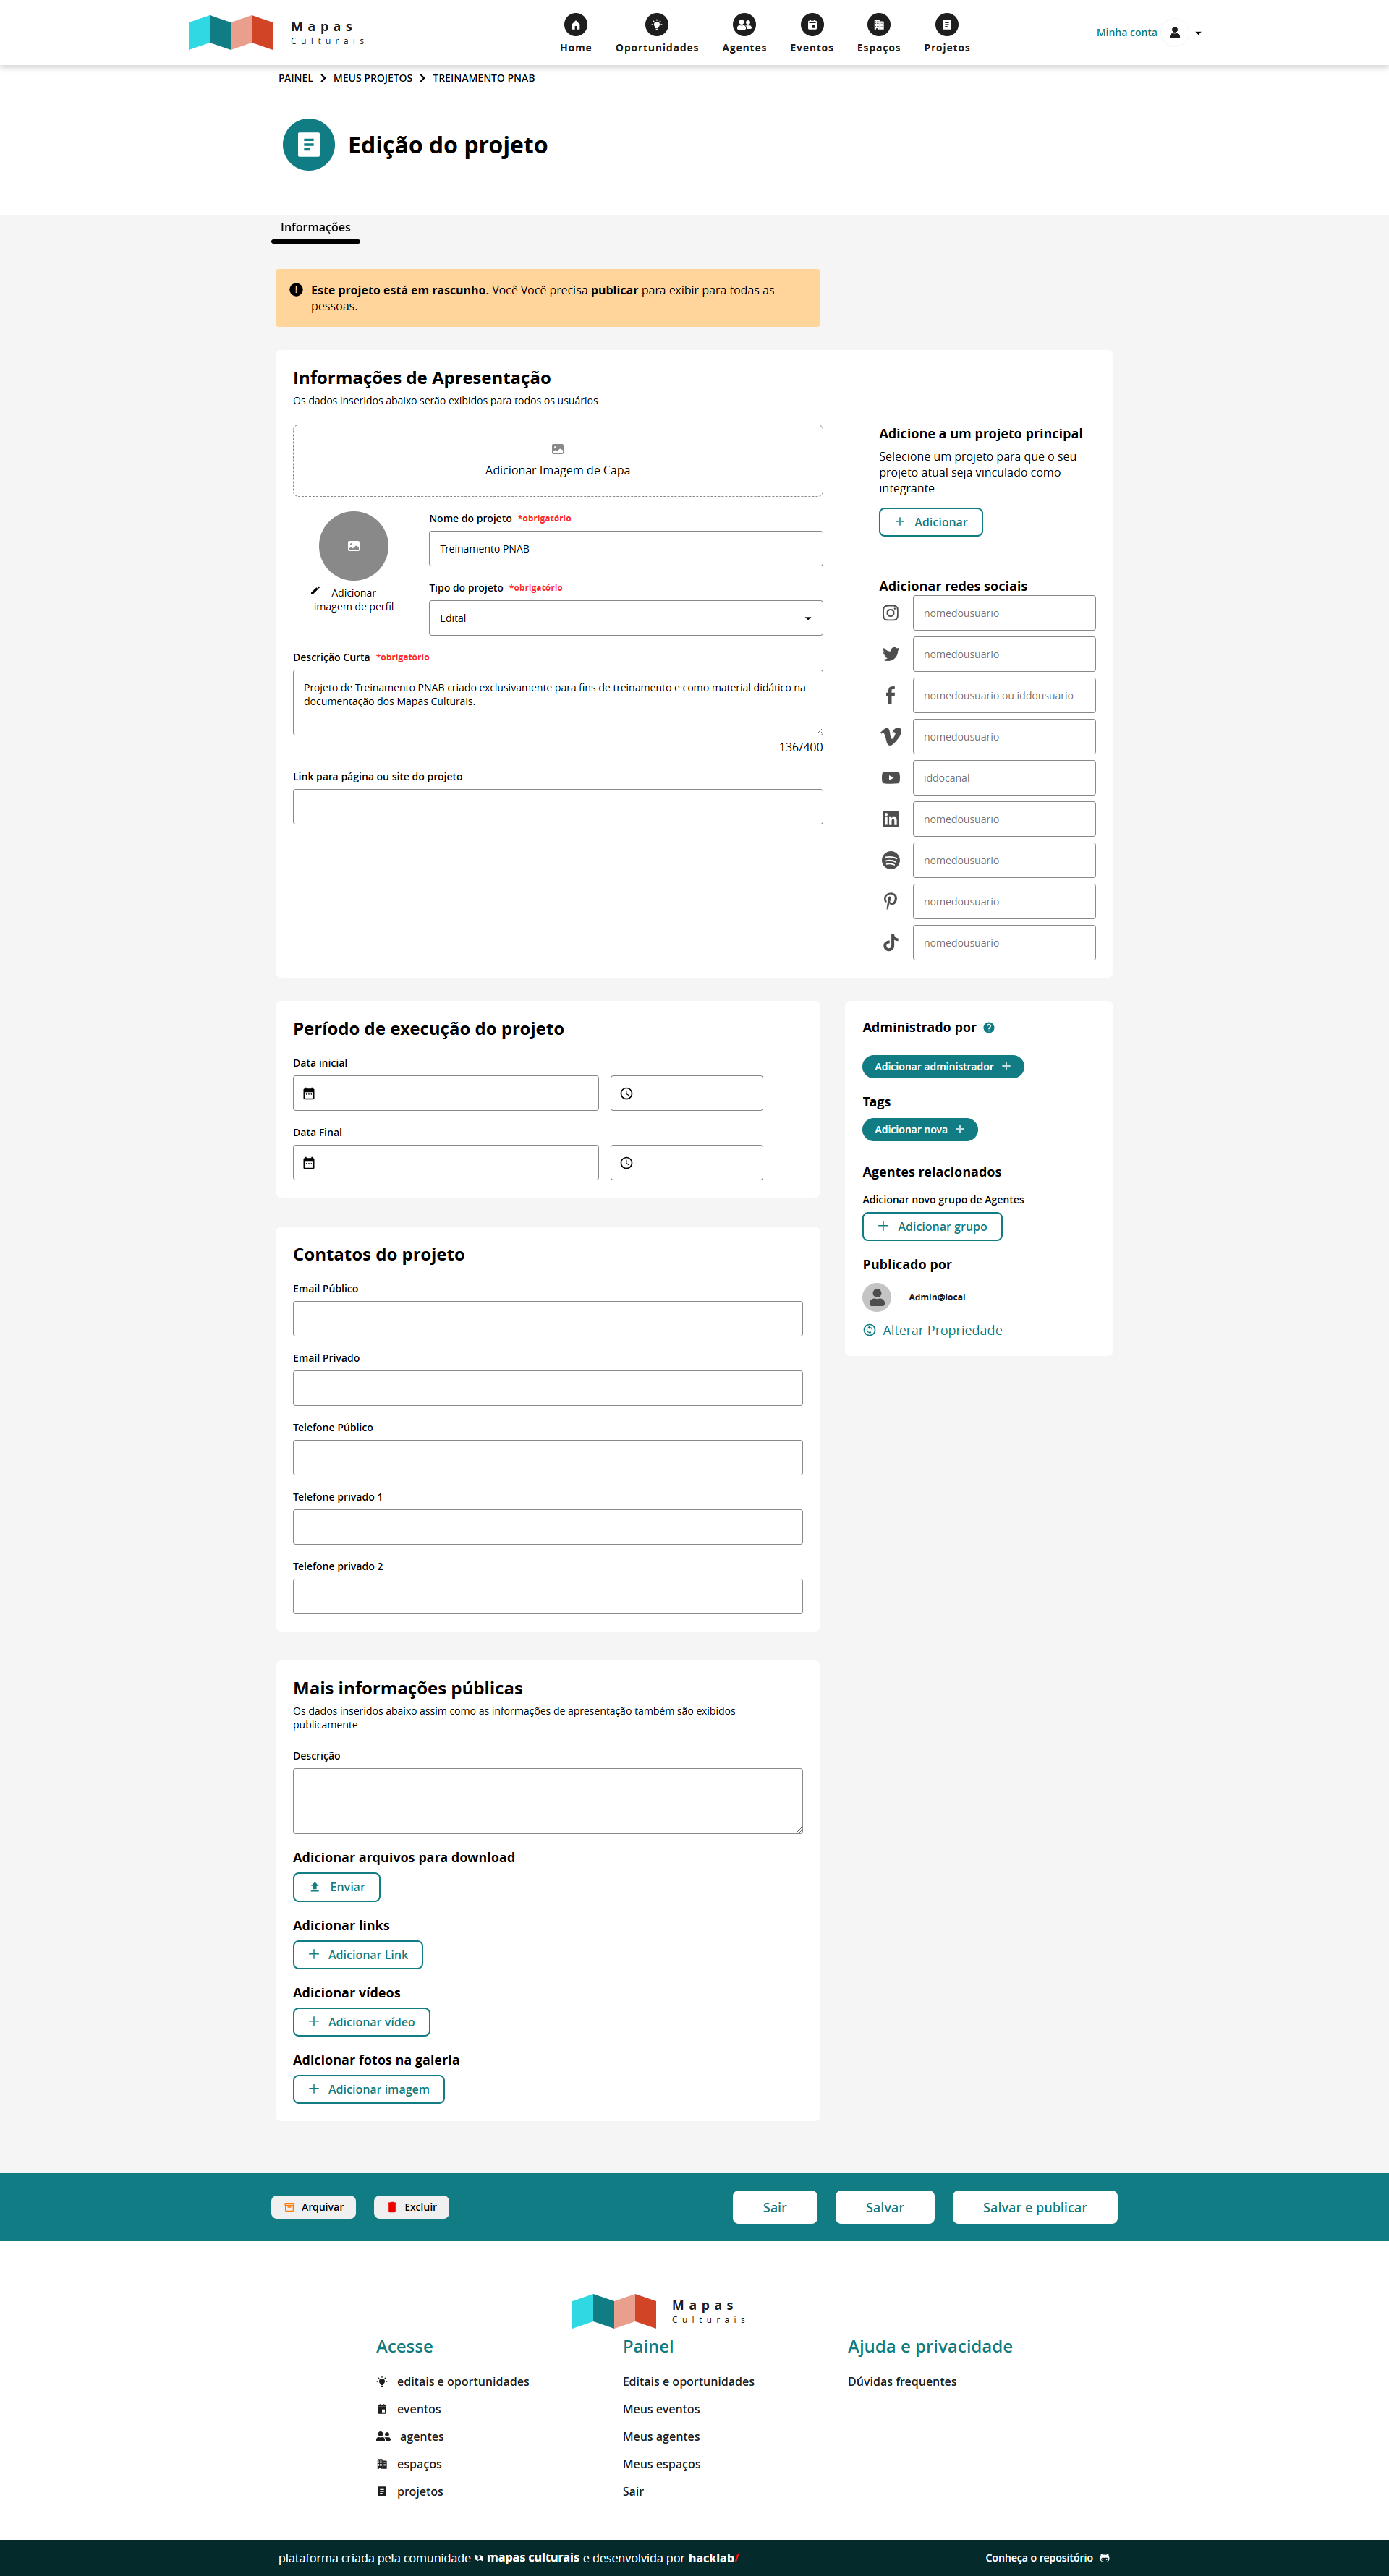 Mapas
Culturais
Home
Oportunidades
Agentes
Eventos
Espaços
Projetos
Minha conta
PAINEL
MEUS PROJETOS
TREINAMENTO PNAB
Edição do projeto
Informações
Este projeto está em rascunho. Você Você precisa publicar para exibir para todas as
pessoas.
Informações de Apresentação
Os dados inseridos abaixo serão exibidos para todos os usuários
Adicionar Imagem de Capa
Adicionar
imagem de perfil
Nome do projeto *obrigatório
Treinamento PNAB
Tipo do projeto *obrigatório
Edital
Descrição Curta *obrigatório
Projeto de Treinamento PNAB criado exclusivamente para fins de treinamento e como material didático na
documentação dos Mapas Culturais.
136/400
Link para página ou site do projeto
Adicione a um projeto principal
Selecione um projeto para que o seu
projeto atual seja vinculado como
integrante
Adicionar
Adicionar redes sociais
nomedousuario
nomedousuario
nomedousuario ou iddousuario
nomedousuario
iddocanal
nomedousuario
nomedousuario
nomedousuario
nomedousuario
Período de execução do projeto
Data inicial
Data Final
Contatos do projeto
Email Público
Email Privado
Telefone Público
Telefone privado 1
Telefone privado 2
Administrado por ?
Adicionar administrador
Tags
Adicionar nova
Agentes relacionados
Adicionar novo grupo de Agentes
Adicionar grupo
Publicado por
Admin@local
Alterar Propriedade
Mais informações públicas
Os dados inseridos abaixo assim como as informações de apresentação também são exibidos
publicamente
Descrição
Adicionar arquivos para download
Enviar
Adicionar links
Adicionar Link
Adicionar vídeos
Adicionar vídeo
Adicionar fotos na galeria
Adicionar imagem
Arquivar
Excluir
Sair
Salvar
Salvar e publicar
Mapas
Culturais
Acesse
editais e oportunidades
eventos
agentes
espaços
projetos
Painel
Editais e oportunidades
Meus eventos
Meus agentes
Meus espaços
Sair
Ajuda e privacidade
Dúvidas frequentes
plataforma criada pela comunidade mapas culturais e desenvolvida por hacklab/
Conheça o repositório